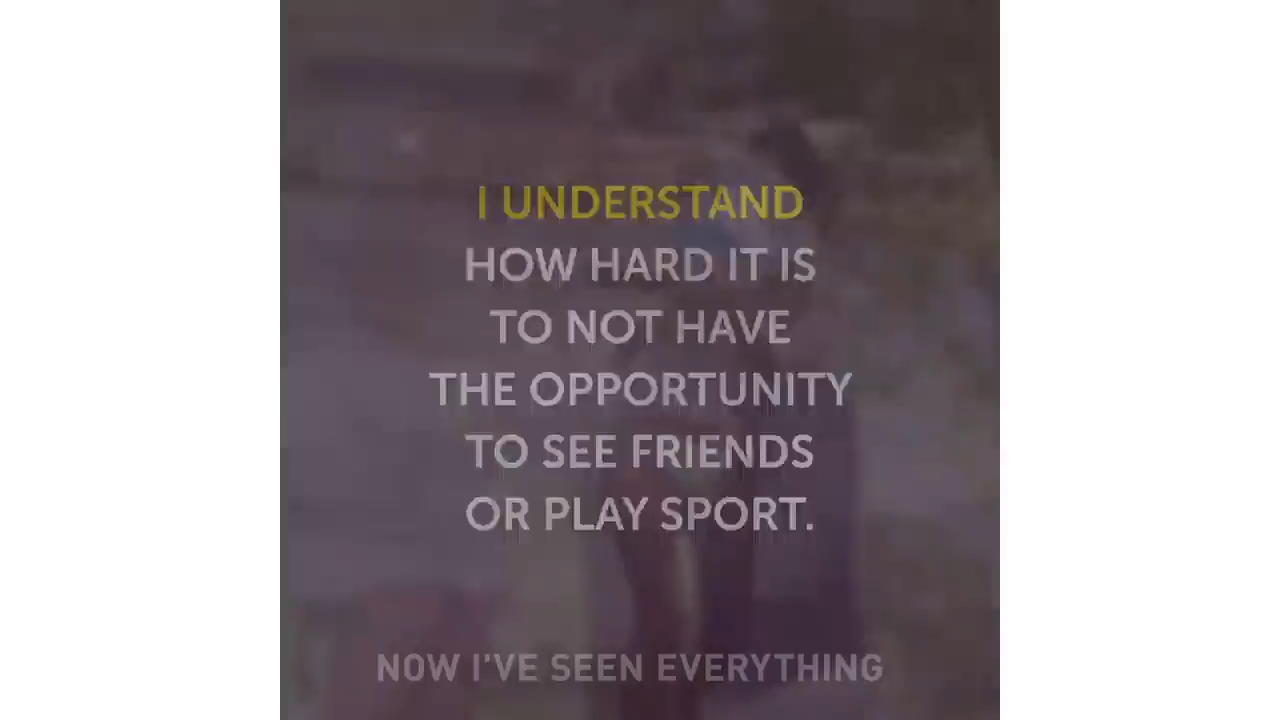 I UNDERSTAND
HOW HARD IT IS
TO NOT HAVE
THE OPPORTUNITY
TO SEE FRIENDS
OR PLAY SPORT.
NOW I'VE SEEN EVERYTHING